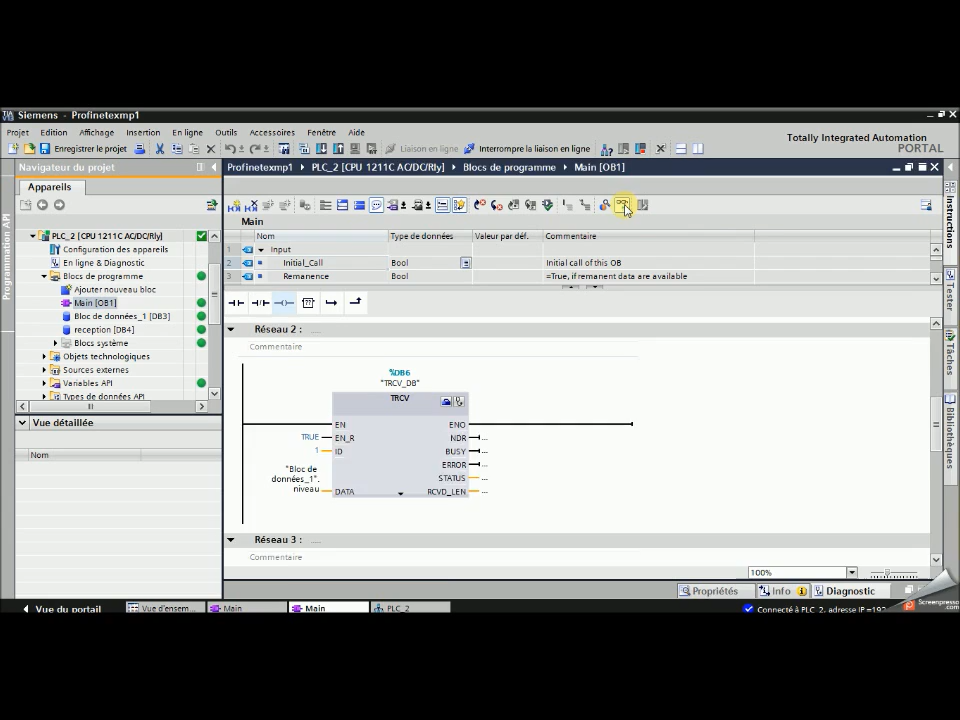 Siemens - Profinetexmp1
Projet Edition Affichage Insertion En ligne Outils Accessoires Fenêtre Aide
Totally Integrated Automation
PORTAL
Enregistrer le projet Liaison en ligne Interrompre la liaison en ligne
Navigateur du projet
Profinetexmp1 PLC_2 [CPU 1211C AC/DC/Rly] Blocs de programme Main [OB1]
Appareils
Programmation API
PLC_2 [CPU 1211C AC/DC/Rly]
Configuration des appareils
En ligne & Diagnostic
Blocs de programme
Ajouter nouveau bloc
Main [OB1]
Bloc de données_1 [DB3]
reception [DB4]
Blocs système
Objets technologiques
Sources externes
Variables API
Types de données API
Vue détaillée
Nom
Main
Nom Type de données Valeur par déf. Commentaire
1 Input
2 Initial_Call Bool Initial call of this OB
3 Remanence Bool =True, if remanent data are available
Réseau 2 :
Commentaire
%DB6
"TRCV_DB"
TRCV
EN ENO
TRUE EN_R NDR ...
1 ID BUSY ...
ERROR ...
"Bloc de
données_1".
niveau
STATUS ...
DATA RCVD_LEN ...
Réseau 3 :
Commentaire
100%
Propriétés Info Diagnostic
Instructions
Tester
Tâches
Bibliothèques
Vue du portail Vue d'ensem... Main Main PLC_2
Connecté à PLC_2, adresse IP =192
Screenpresso
.com